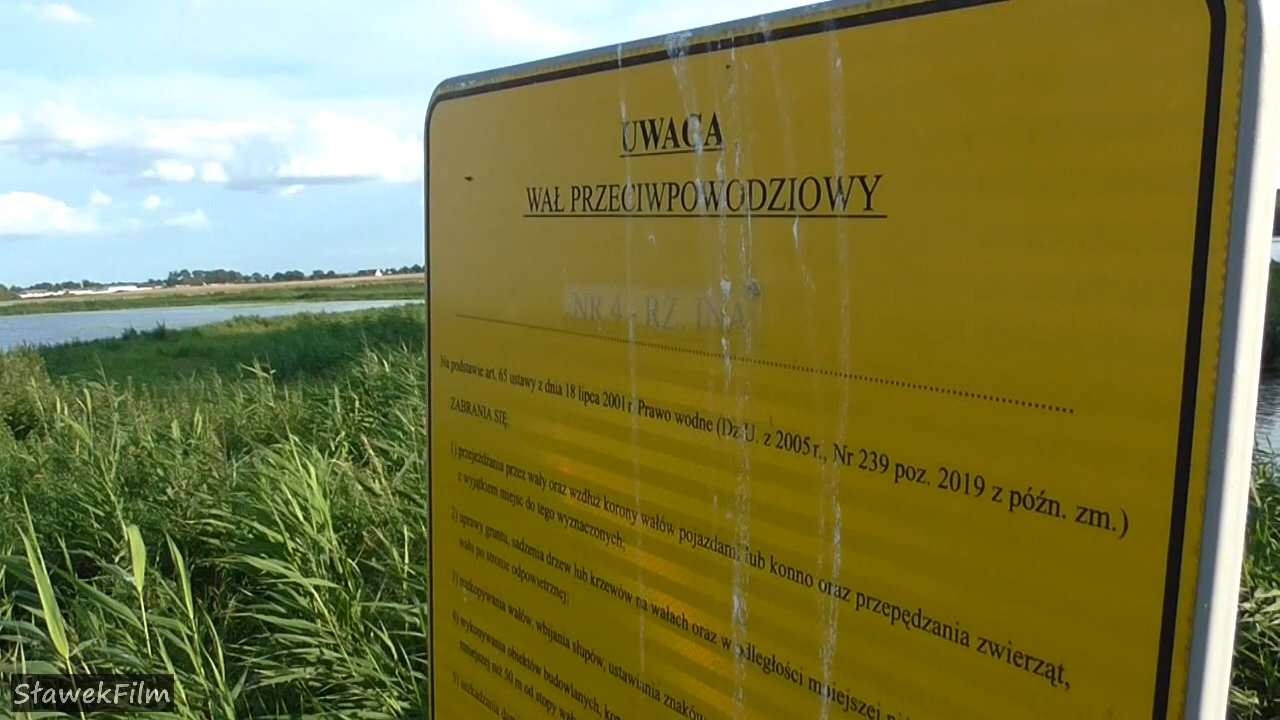 UWAGA
WAŁ PRZECIWPOWODZIOWY
NR 4 - RZ. INA
Na podstawie art. 65 ustawy z dnia 18 lipca 2001 r. Prawo wodne (Dz.U. z 2005 r., Nr 239 poz. 2019 z późn. zm.)
ZABRANIA SIĘ:
1) przejeżdżania przez wały oraz wzdłuż korony wałów pojazdami lub konno oraz przepędzania zwierząt,
z wyjątkiem miejsc do tego wyznaczonych;
2) uprawy gruntu, sadzenia drzew lub krzewów na wałach oraz w odległości mniejszej
wału po stronie odpowietrznej;
3) rozkopywania wałów, wbijania słupów, ustawiania znaków
4) wykonywania obiektów budowlanych,
mniejszej niż 50 m od stopy wału
5) uszkadzania
SławekFilm